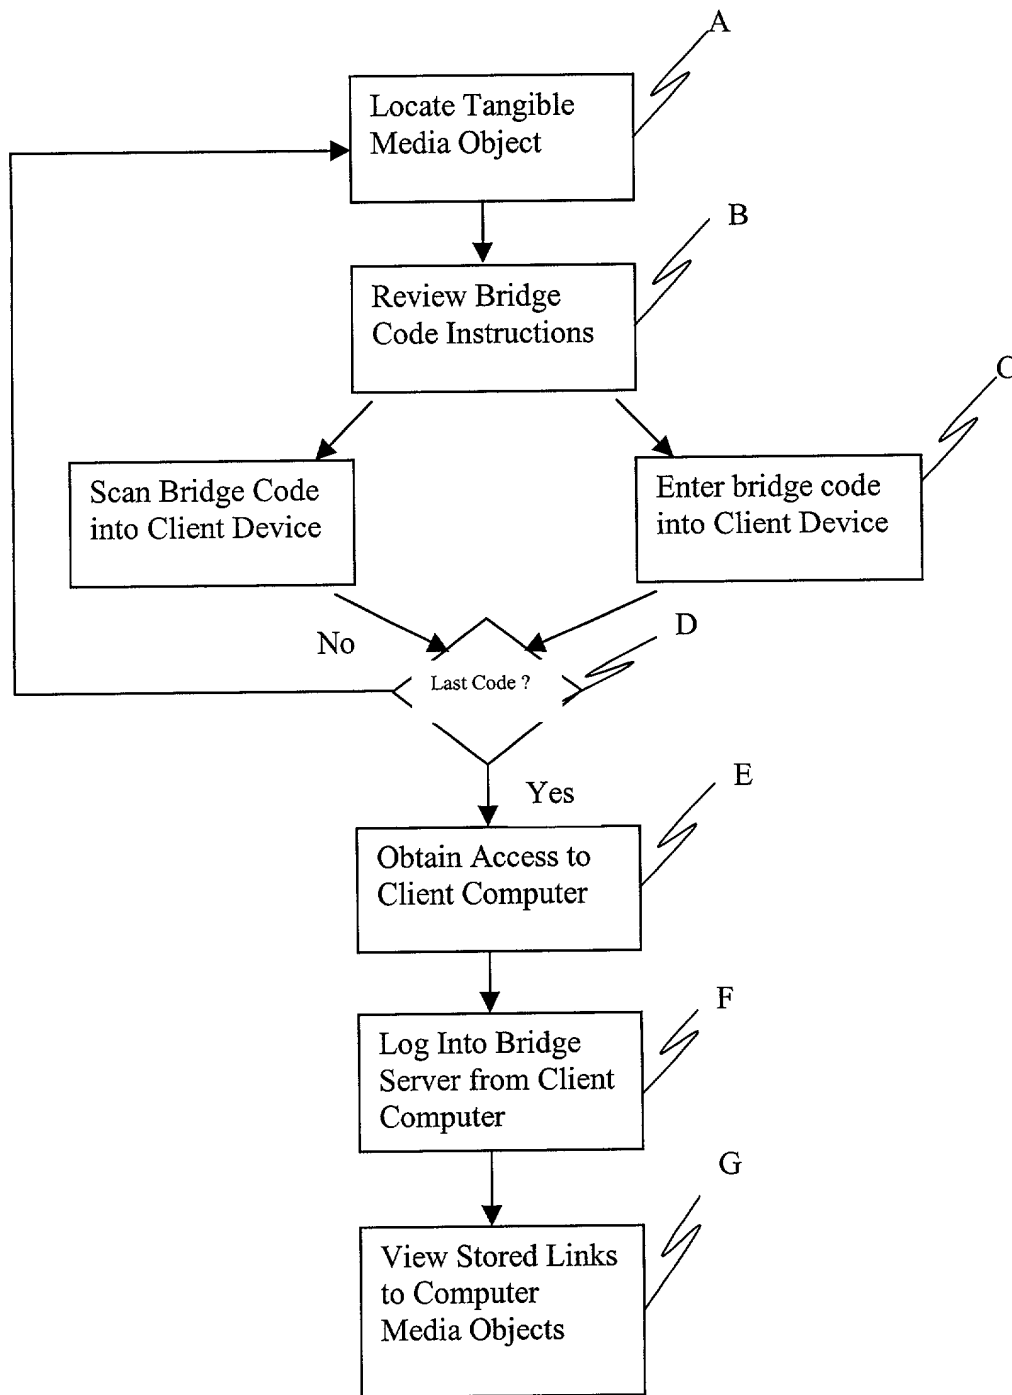 A
Locate Tangible
Media Object
B
Review Bridge
Code Instructions
C
Scan Bridge Code
into Client Device
Enter bridge code
into Client Device
D
No
Last Code ?
Yes
E
Obtain Access to
Client Computer
F
Log Into Bridge
Server from Client
Computer
G
View Stored Links
to Computer
Media Objects